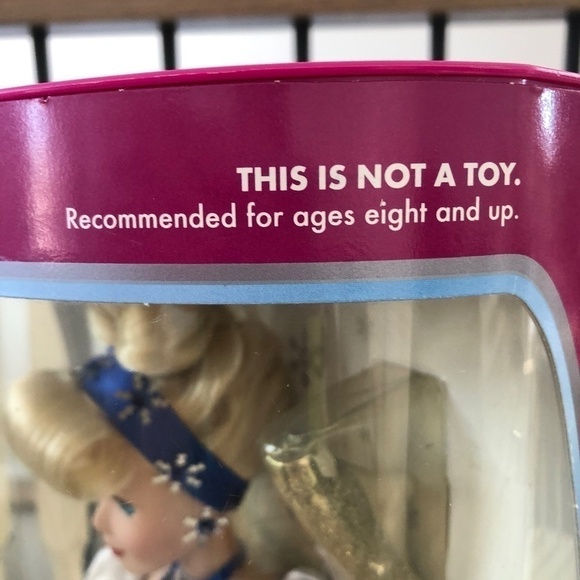 THIS IS NOT A TOY.
Recommended for ages eight and up.